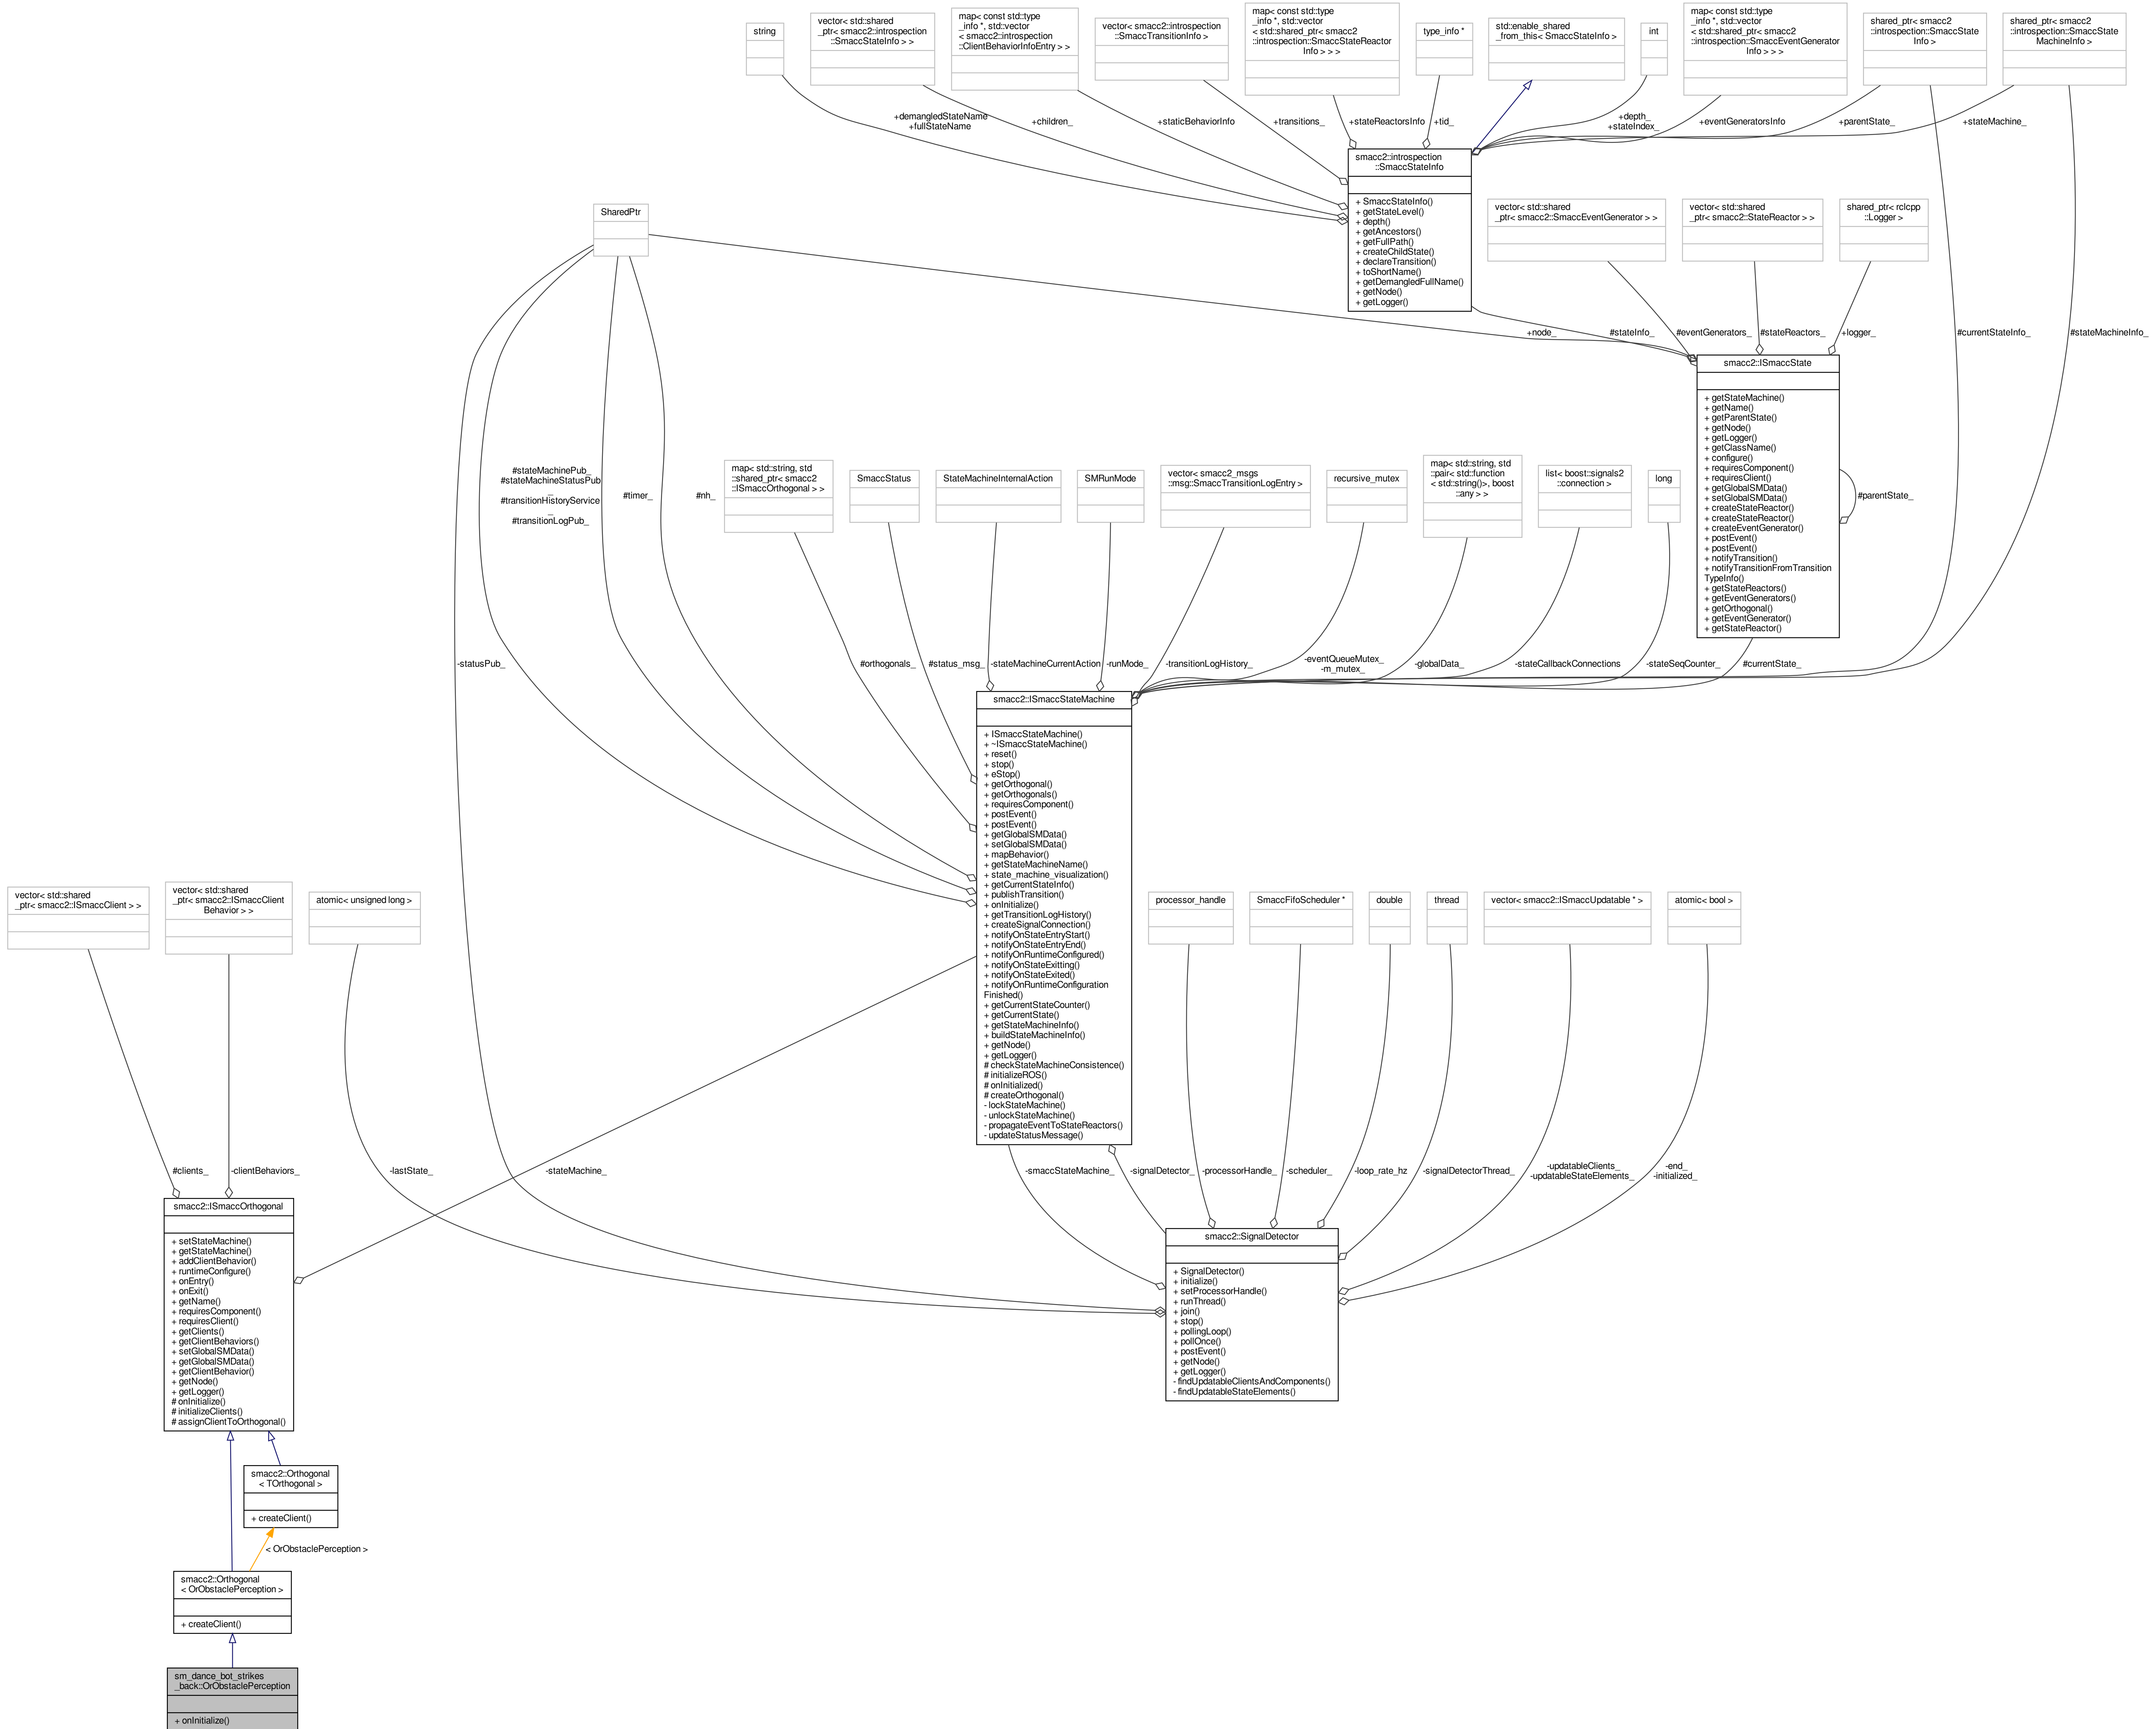 string
vector< std::shared
_ptr< smacc2::introspection
::SmaccStateInfo > >
map< const std::type
_info *, std::vector
< smacc2::introspection
::ClientBehaviorInfoEntry > >
vector< smacc2::introspection
::SmaccTransitionInfo >
map< const std::type
_info *, std::vector
< std::shared_ptr< smacc2
::introspection::SmaccStateReactor
Info > > >
type_info *
std::enable_shared
_from_this< SmaccStateInfo >
int
map< const std::type
_info *, std::vector
< std::shared_ptr< smacc2
::introspection::SmaccEventGenerator
Info > > >
shared_ptr< smacc2
::introspection::SmaccState
Info >
shared_ptr< smacc2
::introspection::SmaccState
MachineInfo >
+demangledStateName
+fullStateName
+children_
+staticBehaviorInfo
+transitions_
+stateReactorsInfo
+tid_
+depth_
+stateIndex_
+eventGeneratorsInfo
+parentState_
+stateMachine_
smacc2::introspection
::SmaccStateInfo
+ SmaccStateInfo()
+ getStateLevel()
+ depth()
+ getAncestors()
+ getFullPath()
+ createChildState()
+ declareTransition()
+ toShortName()
+ getDemangledFullName()
+ getNode()
+ getLogger()
SharedPtr
vector< std::shared
_ptr< smacc2::SmaccEventGenerator > >
vector< std::shared
_ptr< smacc2::StateReactor > >
shared_ptr< rclcpp
::Logger >
+node_
#stateInfo_
#eventGenerators_
#stateReactors_
+logger_
#currentStateInfo_
#stateMachineInfo_
smacc2::ISmaccState
+ getStateMachine()
+ getName()
+ getParentState()
+ getNode()
+ getLogger()
+ getClassName()
+ configure()
+ requiresComponent()
+ requiresClient()
+ getGlobalSMData()
+ setGlobalSMData()
+ createStateReactor()
+ createStateReactor()
+ createEventGenerator()
+ postEvent()
+ postEvent()
+ notifyTransition()
+ notifyTransitionFromTransition
TypeInfo()
+ getStateReactors()
+ getEventGenerators()
+ getOrthogonal()
+ getEventGenerator()
+ getStateReactor()
#parentState_
#stateMachinePub_
#stateMachineStatusPub
_
#transitionHistoryService
_
#transitionLogPub_
#timer_
#nh_
map< std::string, std
::shared_ptr< smacc2
::ISmaccOrthogonal > >
SmaccStatus
StateMachineInternalAction
SMRunMode
vector< smacc2_msgs
::msg::SmaccTransitionLogEntry >
recursive_mutex
map< std::string, std
::pair< std::function
< std::string()>, boost
::any > >
list< boost::signals2
::connection >
long
-statusPub_
#orthogonals_
#status_msg_
-stateMachineCurrentAction
-runMode_
-transitionLogHistory_
-eventQueueMutex_
-m_mutex_
-globalData_
-stateCallbackConnections
-stateSeqCounter_
#currentState_
smacc2::ISmaccStateMachine
+ ISmaccStateMachine()
+ ~ISmaccStateMachine()
+ reset()
+ stop()
+ eStop()
+ getOrthogonal()
+ getOrthogonals()
+ requiresComponent()
+ postEvent()
+ postEvent()
+ getGlobalSMData()
+ setGlobalSMData()
+ mapBehavior()
+ getStateMachineName()
+ state_machine_visualization()
+ getCurrentStateInfo()
+ publishTransition()
+ onInitialize()
+ getTransitionLogHistory()
+ createSignalConnection()
+ notifyOnStateEntryStart()
+ notifyOnStateEntryEnd()
+ notifyOnRuntimeConfigured()
+ notifyOnStateExitting()
+ notifyOnStateExited()
+ notifyOnRuntimeConfiguration
Finished()
+ getCurrentStateCounter()
+ getCurrentState()
+ getStateMachineInfo()
+ buildStateMachineInfo()
+ getNode()
+ getLogger()
# checkStateMachineConsistence()
# initializeROS()
# onInitialized()
# createOrthogonal()
- lockStateMachine()
- unlockStateMachine()
- propagateEventToStateReactors()
- updateStatusMessage()
vector< std::shared
_ptr< smacc2::ISmaccClient > >
vector< std::shared
_ptr< smacc2::ISmaccClient
Behavior > >
atomic< unsigned long >
processor_handle
SmaccFifoScheduler *
double
thread
vector< smacc2::ISmaccUpdatable * >
atomic< bool >
#clients_
-clientBehaviors_
-lastState_
-stateMachine_
-smaccStateMachine_
-signalDetector_
-processorHandle_
-scheduler_
-loop_rate_hz
-signalDetectorThread_
-updatableClients_
-updatableStateElements_
-end_
-initialized_
smacc2::ISmaccOrthogonal
+ setStateMachine()
+ getStateMachine()
+ addClientBehavior()
+ runtimeConfigure()
+ onEntry()
+ onExit()
+ getName()
+ requiresComponent()
+ requiresClient()
+ getClients()
+ getClientBehaviors()
+ setGlobalSMData()
+ getGlobalSMData()
+ getClientBehavior()
+ getNode()
+ getLogger()
# onInitialize()
# initializeClients()
# assignClientToOrthogonal()
smacc2::SignalDetector
+ SignalDetector()
+ initialize()
+ setProcessorHandle()
+ runThread()
+ join()
+ stop()
+ pollingLoop()
+ pollOnce()
+ postEvent()
+ getNode()
+ getLogger()
- findUpdatableClientsAndComponents()
- findUpdatableStateElements()
smacc2::Orthogonal
< TOrthogonal >
+ createClient()
< OrObstaclePerception >
smacc2::Orthogonal
< OrObstaclePerception >
+ createClient()
sm_dance_bot_strikes
_back::OrObstaclePerception
+ onInitialize()